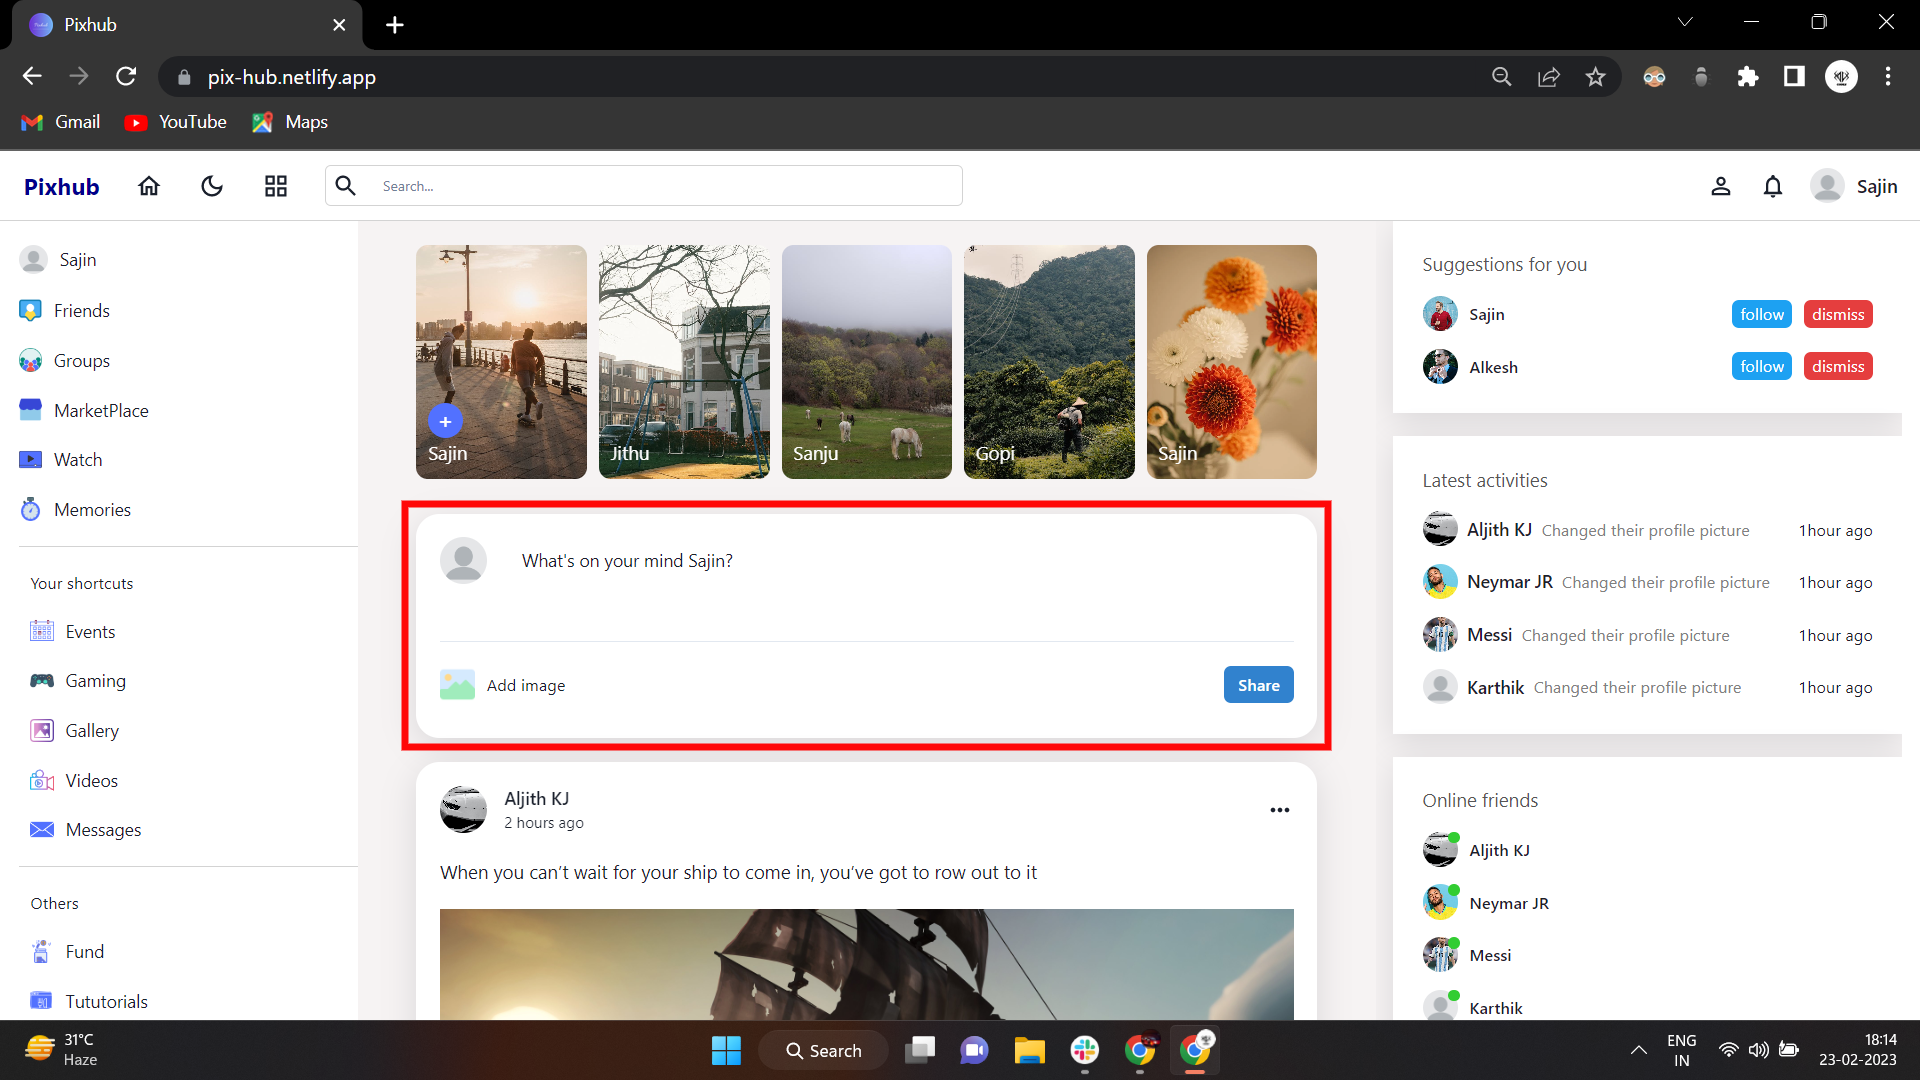 Pixhub
pix-hub.netlify.app
Gmail
YouTube
Maps
Pixhub
Search...
Sajin
Sajin
Friends
Groups
MarketPlace
Watch
Memories
Your shortcuts
Events
Gaming
Gallery
Videos
Messages
Others
Fund
Tututorials
+
Sajin
Jithu
Sanju
Gopi
Sajin
What's on your mind Sajin?
Add image
Share
Aljith KJ
2 hours ago
When you can’t wait for your ship to come in, you’ve got to row out to it
Suggestions for you
Sajin follow dismiss
Alkesh follow dismiss
Latest activities
Aljith KJ Changed their profile picture 1hour ago
Neymar JR Changed their profile picture 1hour ago
Messi Changed their profile picture 1hour ago
Karthik Changed their profile picture 1hour ago
Online friends
Aljith KJ
Neymar JR
Messi
Karthik
31°C
Haze
Search
ENG
IN
18:14
23-02-2023